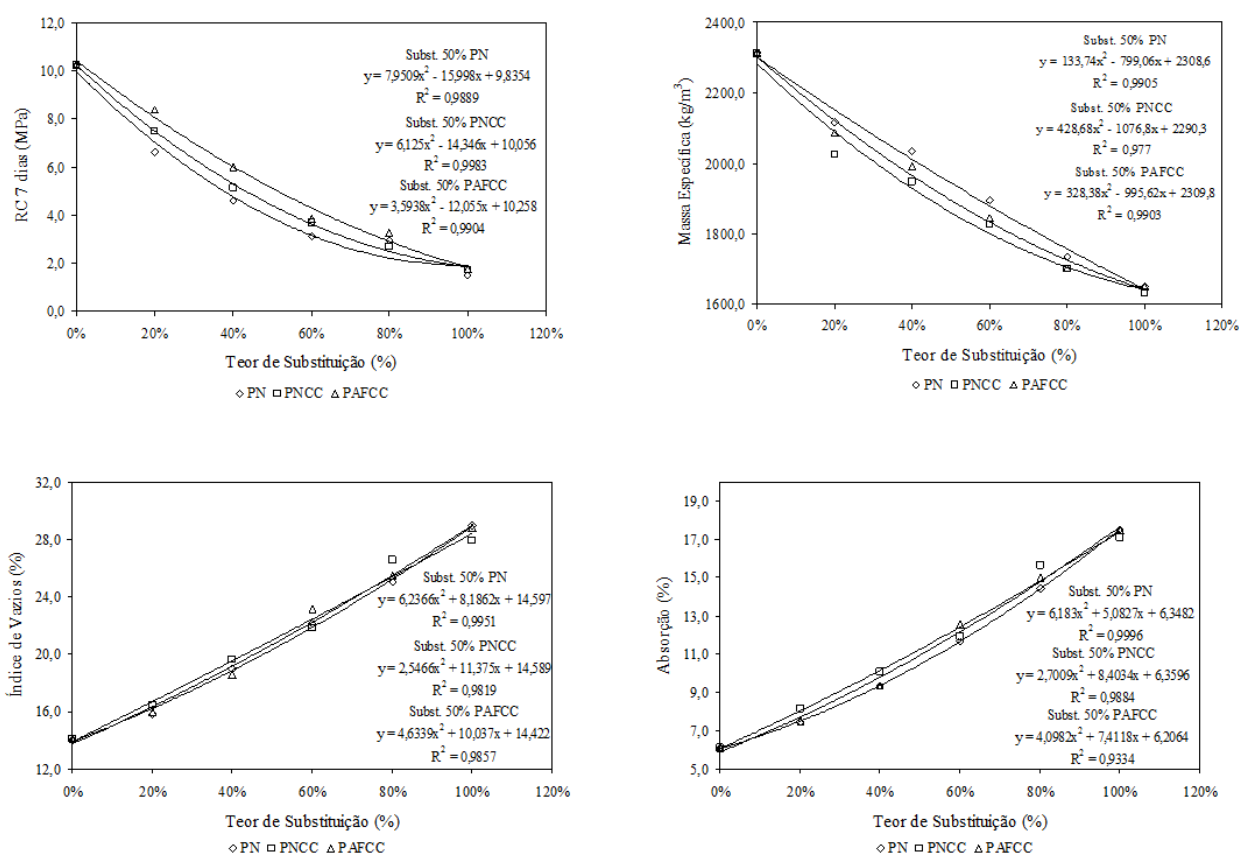 12,0
10,0
8,0
6,0
4,0
2,0
0,0
RC 7 dias (MPa)
Subst. 50% PN
y = 7,9509x² - 15,998x + 9,8354
R² = 0,9889
Subst. 50% PNCC
y = 6,125x² - 14,346x + 10,056
R² = 0,9983
Subst. 50% PAFCC
y = 3,5938x² - 12,055x + 10,258
R² = 0,9904
0% 20% 40% 60% 80% 100% 120%
Teor de Substituição (%)
PN PNCC PAFCC
2400,0
2200,0
2000,0
1800,0
1600,0
Massa Específica (kg/m³)
Subst. 50% PN
y = 133,74x² - 799,06x + 2308,6
R² = 0,9905
Subst. 50% PNCC
y = 428,68x² - 1076,8x + 2290,3
R² = 0,977
Subst. 50% PAFCC
y = 328,38x² - 995,62x + 2309,8
R² = 0,9903
0% 20% 40% 60% 80% 100% 120%
Teor de Substituição (%)
PN PNCC PAFCC
32,0
28,0
24,0
20,0
16,0
12,0
Índice de Vazios (%)
Subst. 50% PN
y = 6,2366x² + 8,1862x + 14,597
R² = 0,9951
Subst. 50% PNCC
y = 2,5466x² + 11,375x + 14,589
R² = 0,9819
Subst. 50% PAFCC
y = 4,6339x² + 10,037x + 14,422
R² = 0,9857
0% 20% 40% 60% 80% 100% 120%
Teor de Substituição (%)
PN PNCC PAFCC
19,0
17,0
15,0
13,0
11,0
9,0
7,0
5,0
Absorção (%)
Subst. 50% PN
y = 6,183x² + 5,0827x + 6,3482
R² = 0,9996
Subst. 50% PNCC
y = 2,7009x² + 8,4034x + 6,3596
R² = 0,9884
Subst. 50% PAFCC
y = 4,0982x² + 7,4118x + 6,2064
R² = 0,9334
0% 20% 40% 60% 80% 100% 120%
Teor de Substituição (%)
PN PNCC PAFCC